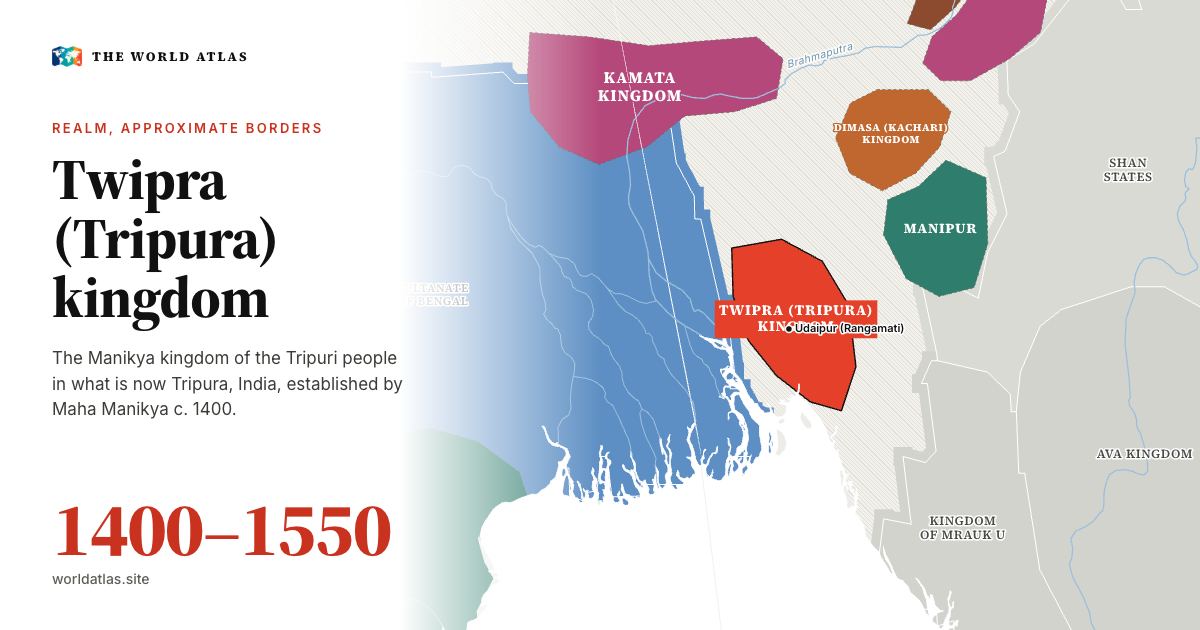 THE WORLD ATLAS
REALM, APPROXIMATE BORDERS
Twipra
(Tripura)
kingdom
The Manikya kingdom of the Tripuri people
in what is now Tripura, India, established by
Maha Manikya c. 1400.
1400–1550
worldatlas.site
KAMATA
KINGDOM
Brahmaputra
DIMASA (KACHARI)
KINGDOM
SHAN
STATES
MANIPUR
BENGAL
TWIPRA (TRIPURA)
Udaipur (Rangamati)
AVA KINGDOM
KINGDOM
OF MRAUK U